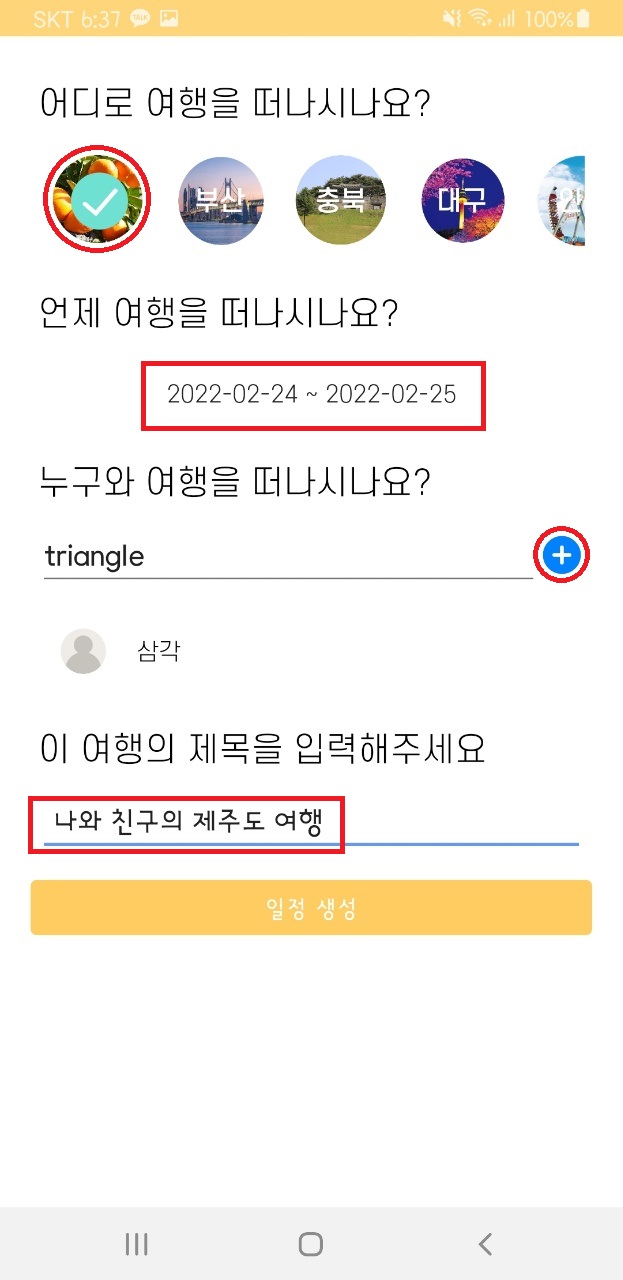 SKT 6:37 TALK 100%
어디로 여행을 떠나시나요?
부산 충북 대구
언제 여행을 떠나시나요?
2022-02-24 ~ 2022-02-25
누구와 여행을 떠나시나요?
triangle
삼각
이 여행의 제목을 입력해주세요
나와 친구의 제주도 여행
일정 생성